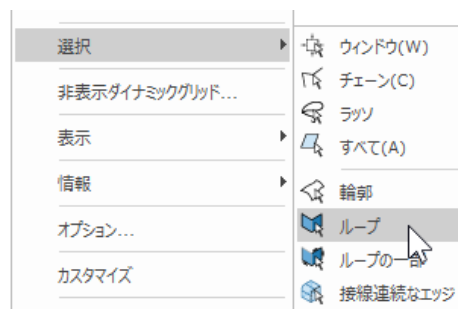 選択
非表示ダイナミックグリッド...
表示
情報
オプション...
カスタマイズ
ウィンドウ(W)
チェーン(C)
ラッソ
すべて(A)
輪郭
ループ
ループの一部
接線連続なエッジ